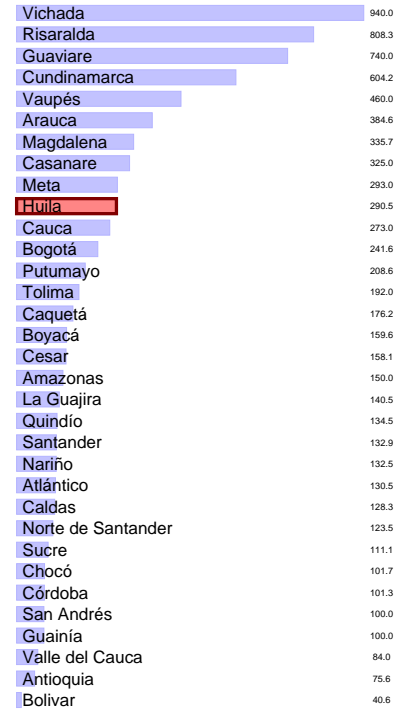 Vichada 940.0
Risaralda 808.3
Guaviare 740.0
Cundinamarca 604.2
Vaupés 460.0
Arauca 384.6
Magdalena 335.7
Casanare 325.0
Meta 293.0
Huila 290.5
Cauca 273.0
Bogotá 241.6
Putumayo 208.6
Tolima 192.0
Caquetá 176.2
Boyacá 159.6
Cesar 158.1
Amazonas 150.0
La Guajira 140.5
Quindío 134.5
Santander 132.9
Nariño 132.5
Atlántico 130.5
Caldas 128.3
Norte de Santander 123.5
Sucre 111.1
Chocó 101.7
Córdoba 101.3
San Andrés 100.0
Guainía 100.0
Valle del Cauca 84.0
Antioquia 75.6
Bolivar 40.6